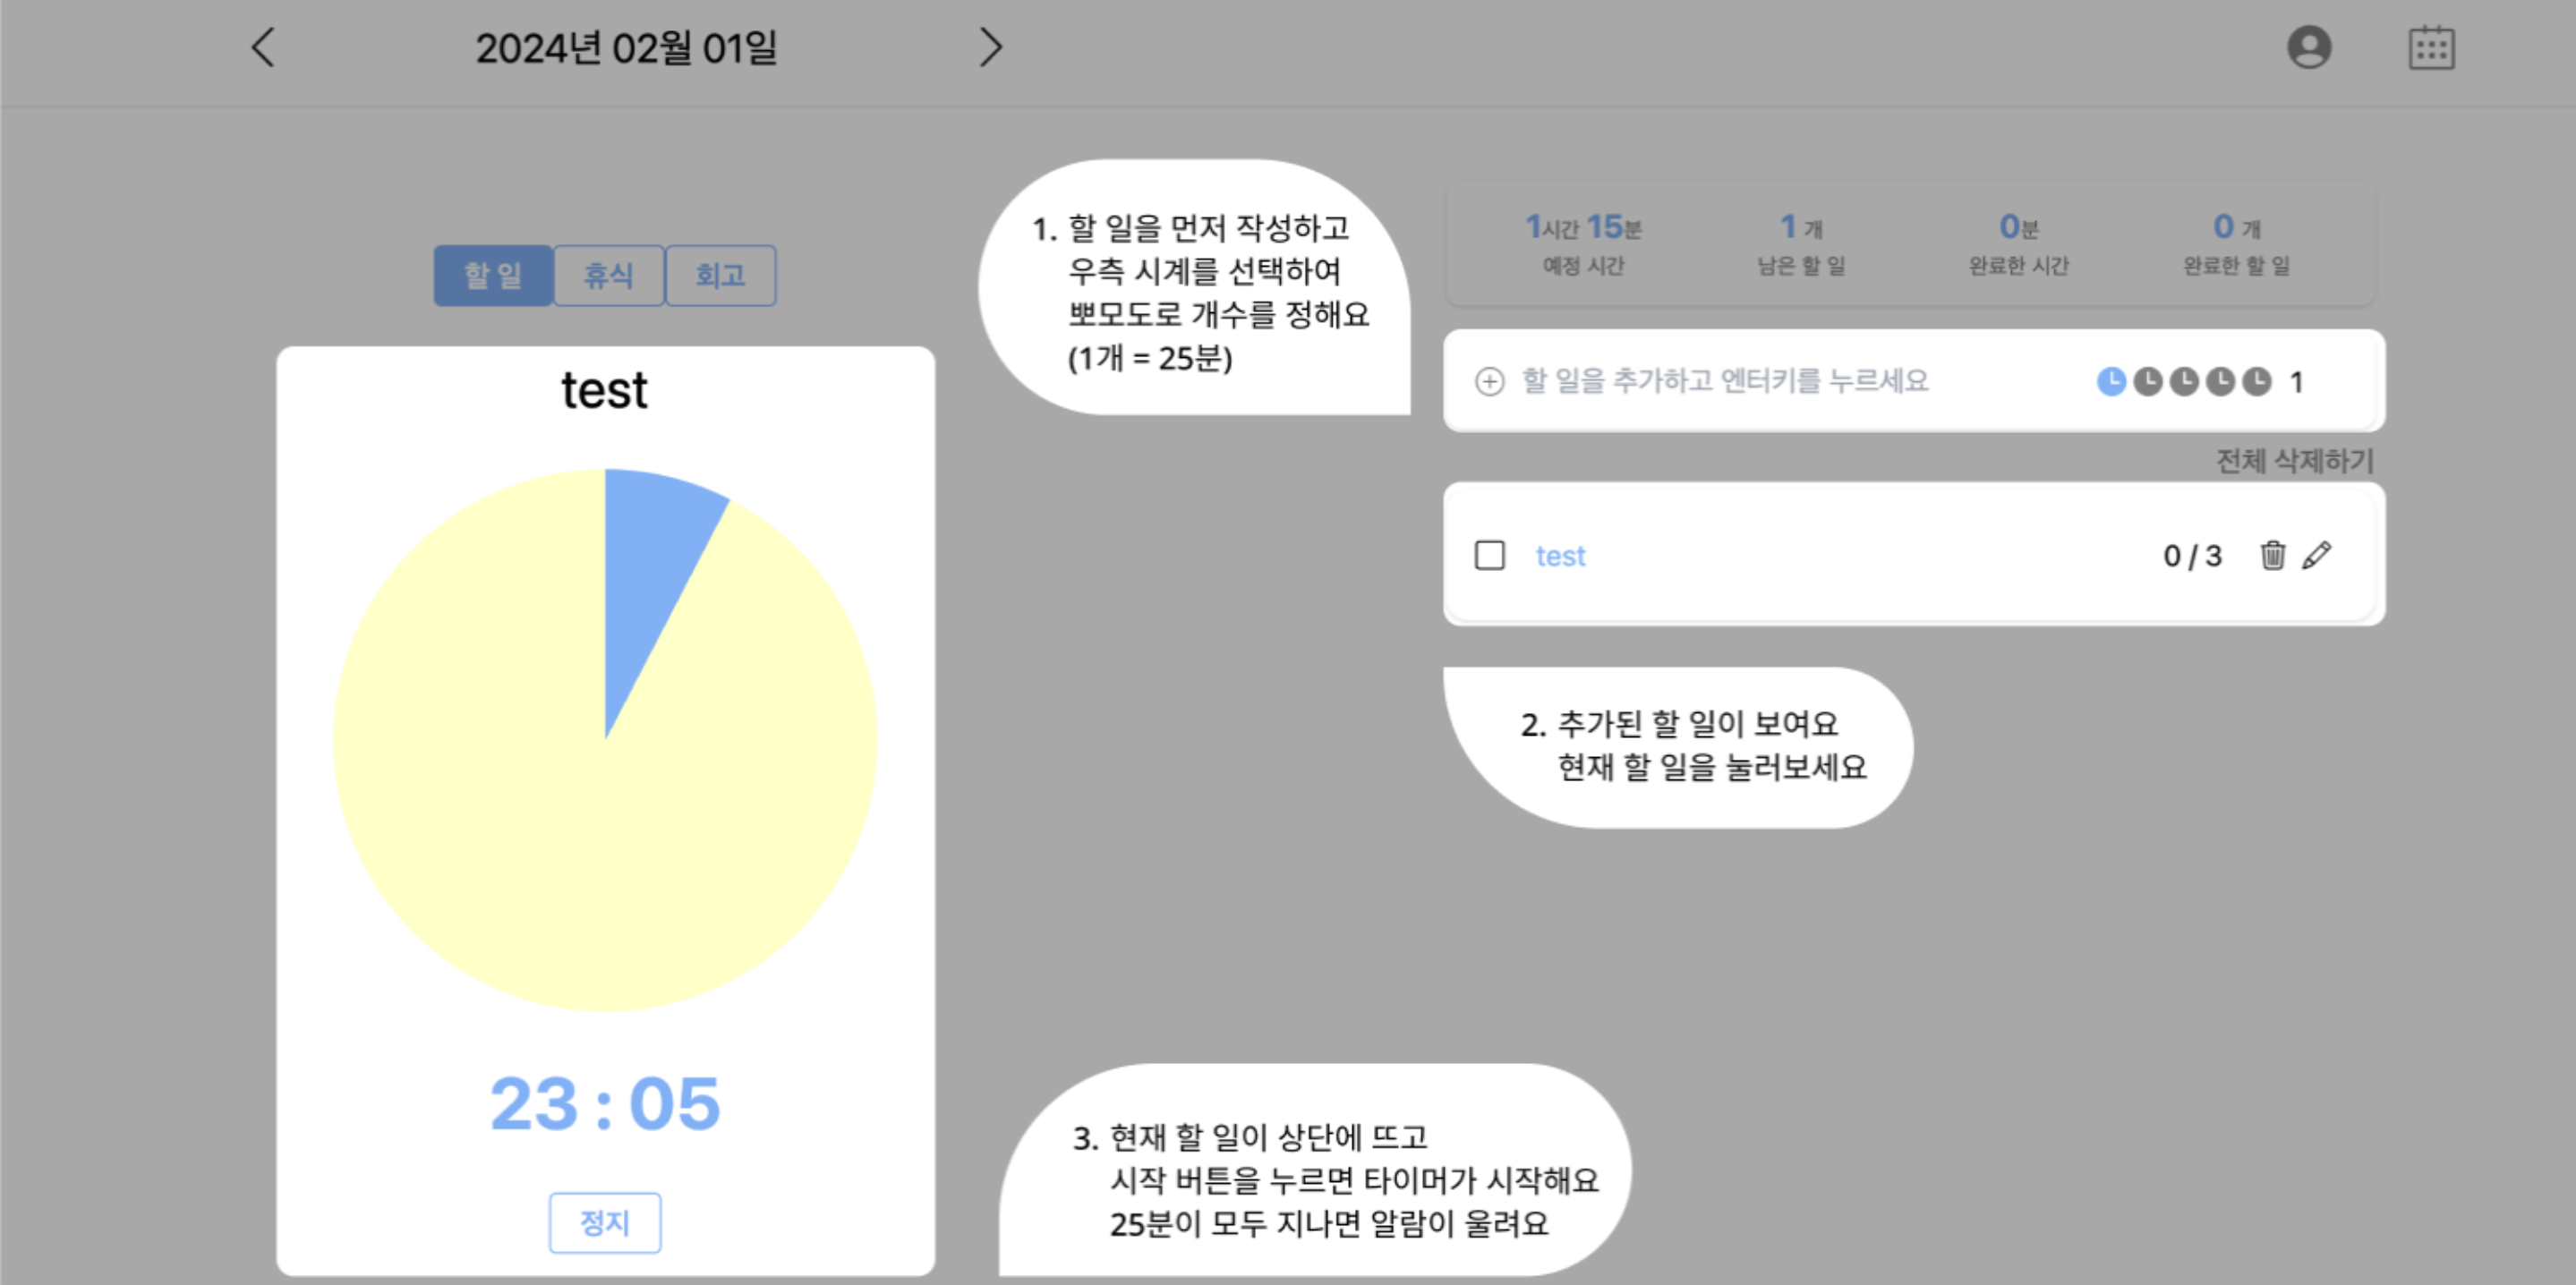 2024년 02월 01일
할 일 휴식 회고
test
23 : 05
정지
1. 할 일을 먼저 작성하고
우측 시계를 선택하여
뽀모도로 개수를 정해요
(1개 = 25분)
1시간 15분 1 개 0분 0 개
예정 시간 남은 할 일 완료한 시간 완료한 할 일
할 일을 추가하고 엔터키를 누르세요 1
전체 삭제하기
test 0 / 3
2. 추가된 할 일이 보여요
현재 할 일을 눌러보세요
3. 현재 할 일이 상단에 뜨고
시작 버튼을 누르면 타이머가 시작해요
25분이 모두 지나면 알람이 울려요